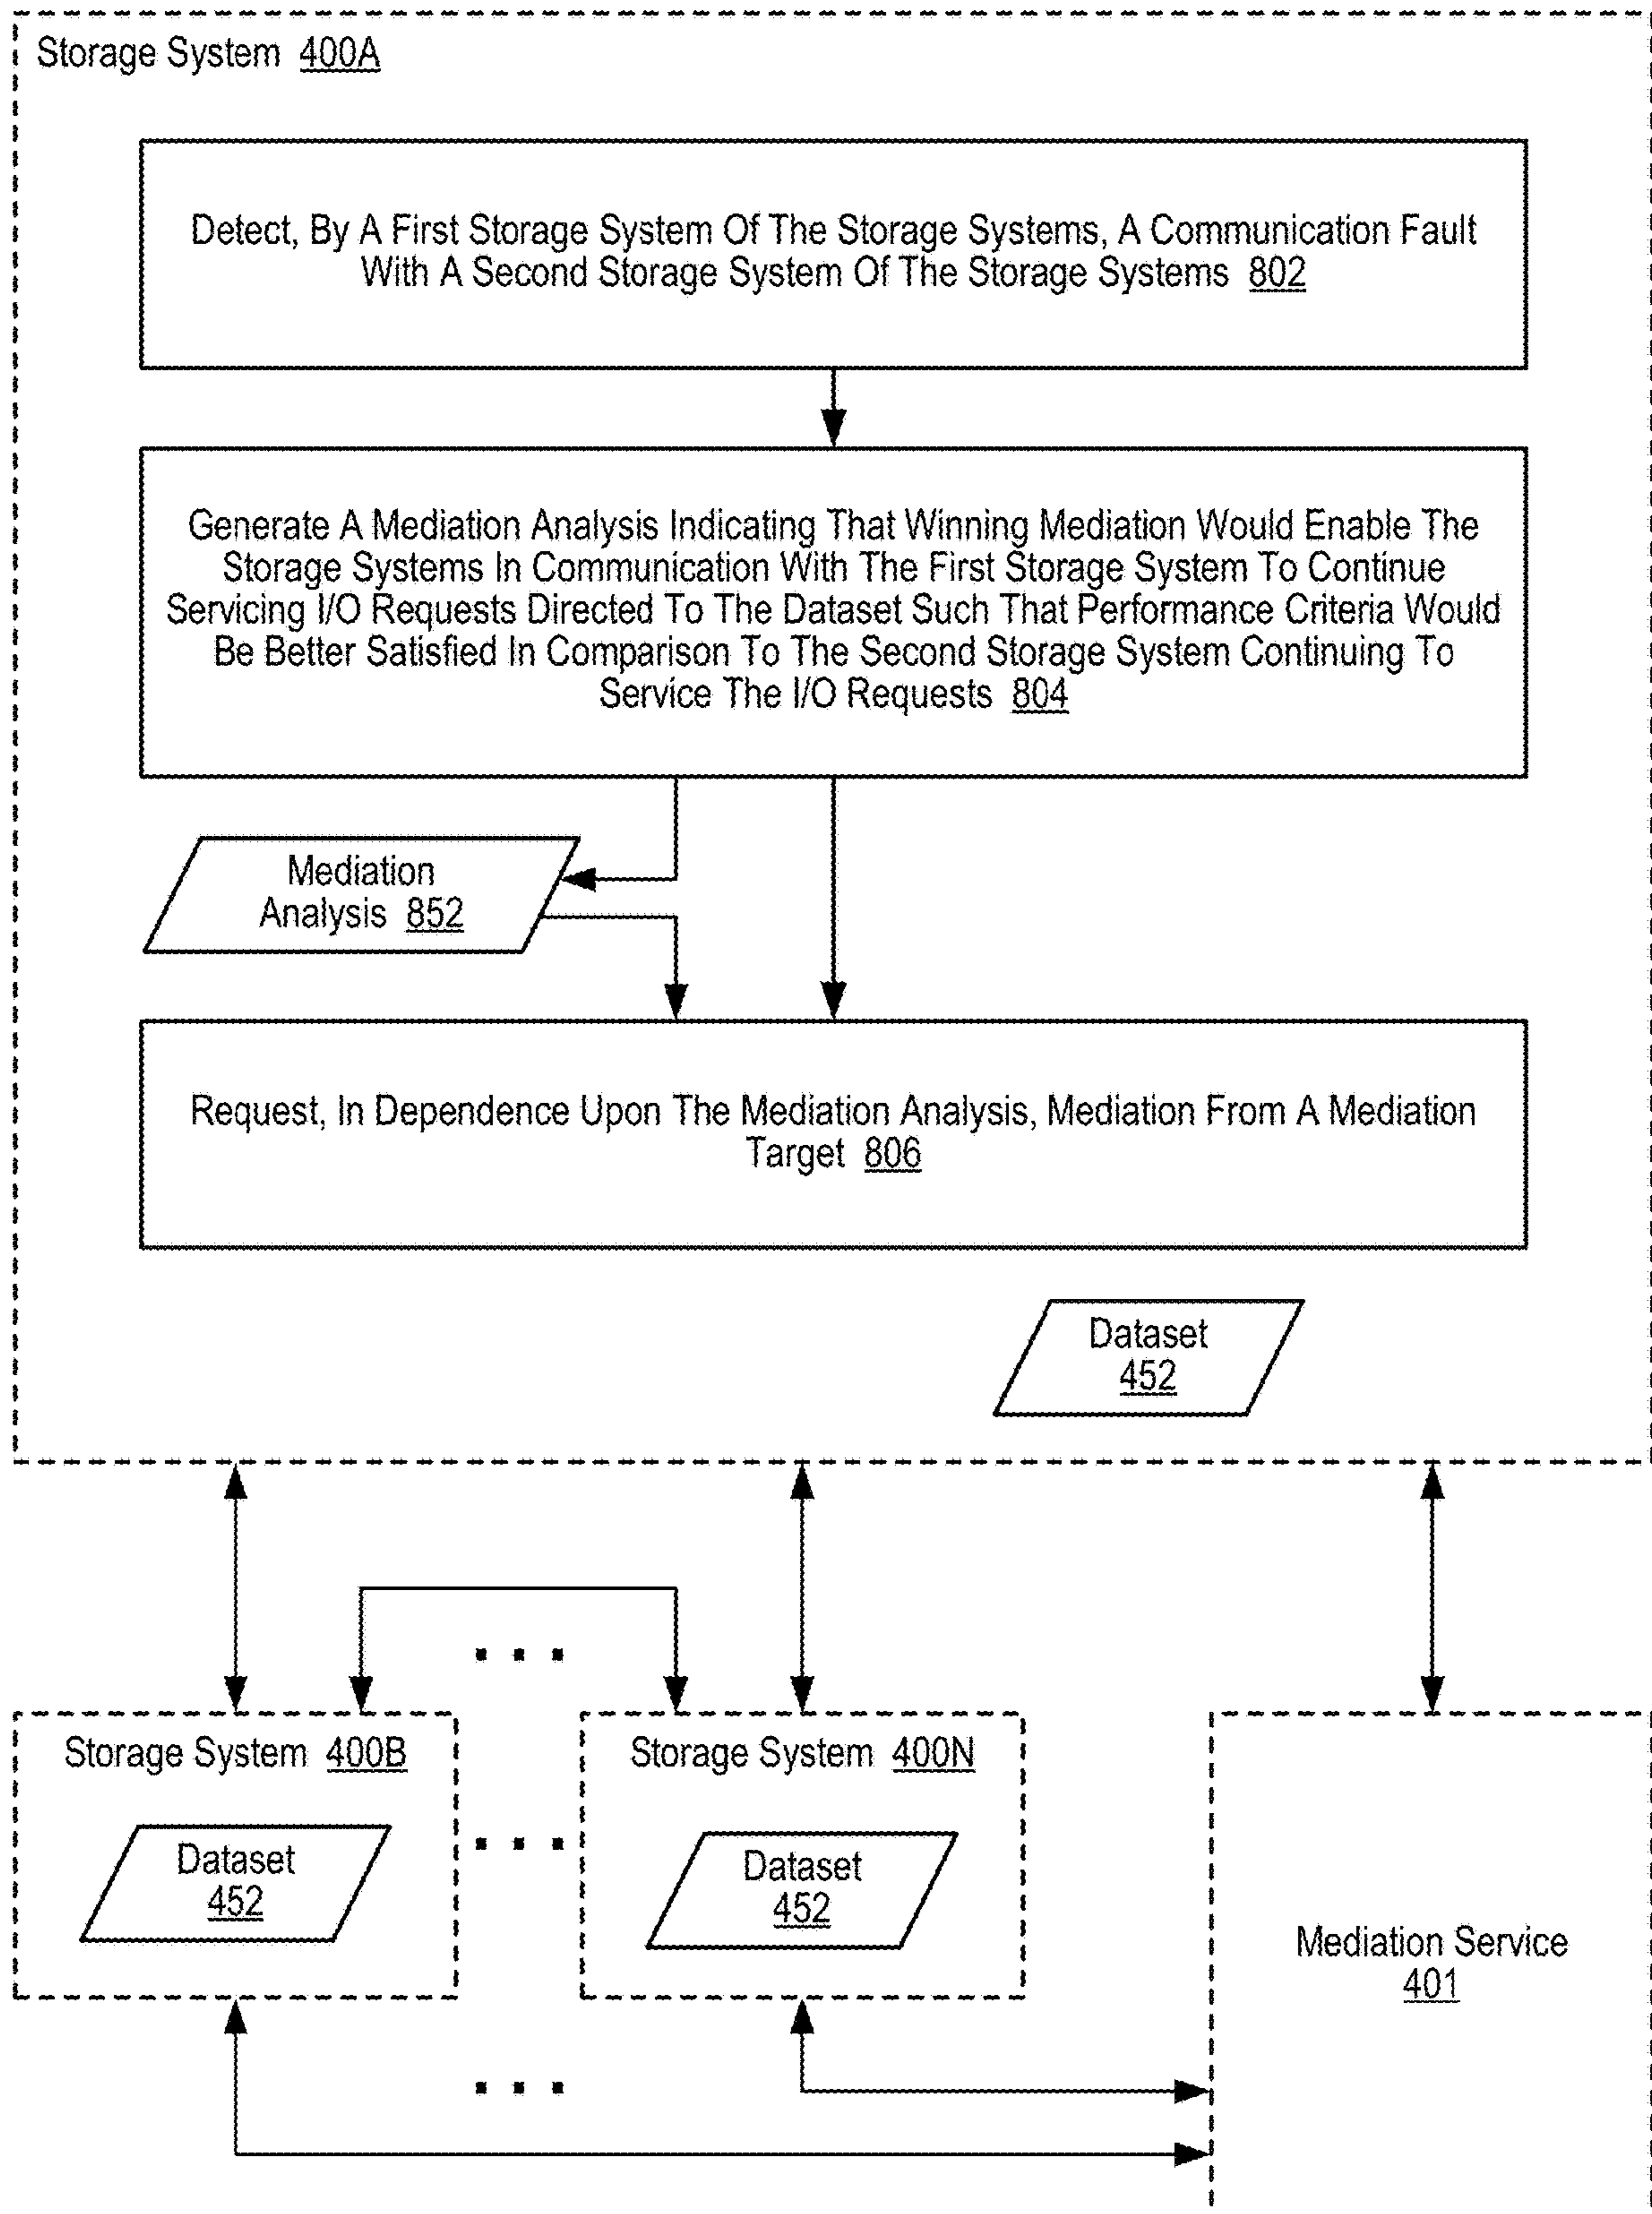 Storage System 400A
Detect, By A First Storage System Of The Storage Systems, A Communication Fault
With A Second Storage System Of The Storage Systems 802
Generate A Mediation Analysis Indicating That Winning Mediation Would Enable The
Storage Systems In Communication With The First Storage System To Continue
Servicing I/O Requests Directed To The Dataset Such That Performance Criteria Would
Be Better Satisfied In Comparison To The Second Storage System Continuing To
Service The I/O Requests 804
Mediation
Analysis 852
Request, In Dependence Upon The Mediation Analysis, Mediation From A Mediation
Target 806
Dataset
452
Storage System 400B
Dataset
452
Storage System 400N
Dataset
452
Mediation Service
401